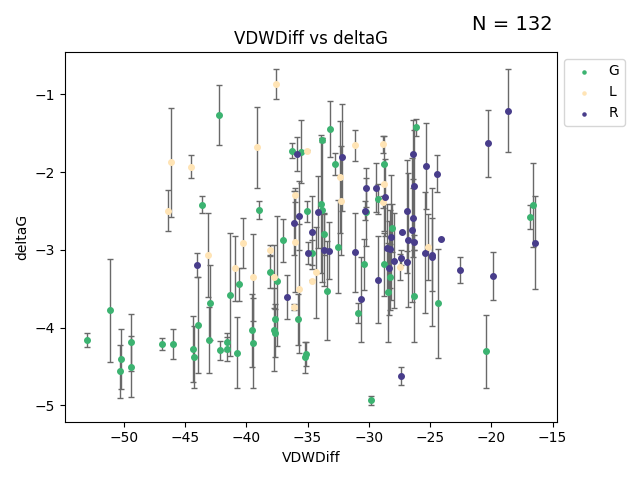 N = 132
VDWDiff vs deltaG
G
L
R
deltaG
−1
−2
−3
−4
−5
−50 −45 −40 −35 −30 −25 −20 −15
VDWDiff